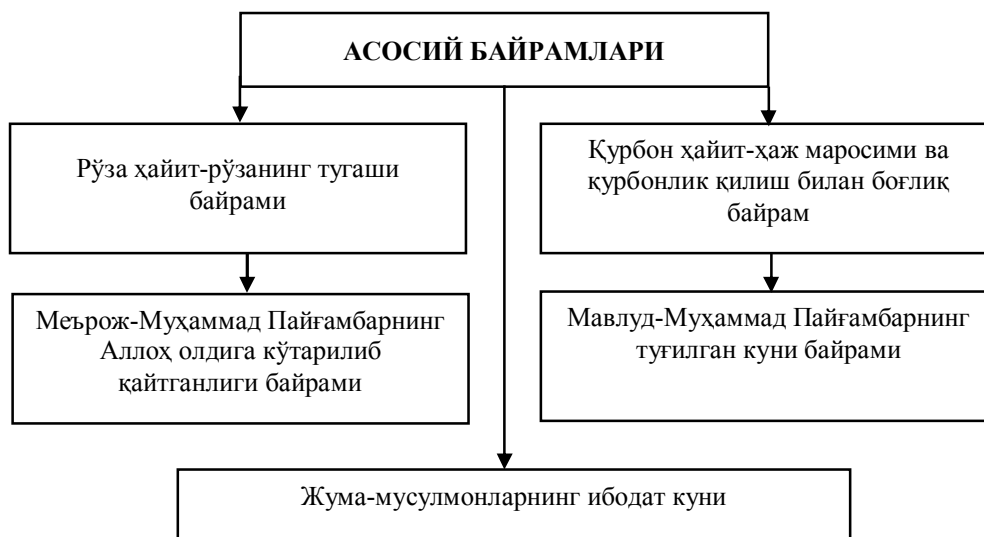 АСОСИЙ БАЙРАМЛАРИ
Рўза ҳайит-рўзанинг тугаши
байрами
Қурбон ҳайит-ҳаж маросими ва
қурбонлик қилиш билан боғлиқ
байрам
Меърож-Муҳаммад Пайғамбарнинг
Аллоҳ олдига кўтарилиб
қайтганлиги байрами
Мавлуд-Муҳаммад Пайғамбарнинг
туғилган куни байрами
Жума-мусулмонларнинг ибодат куни